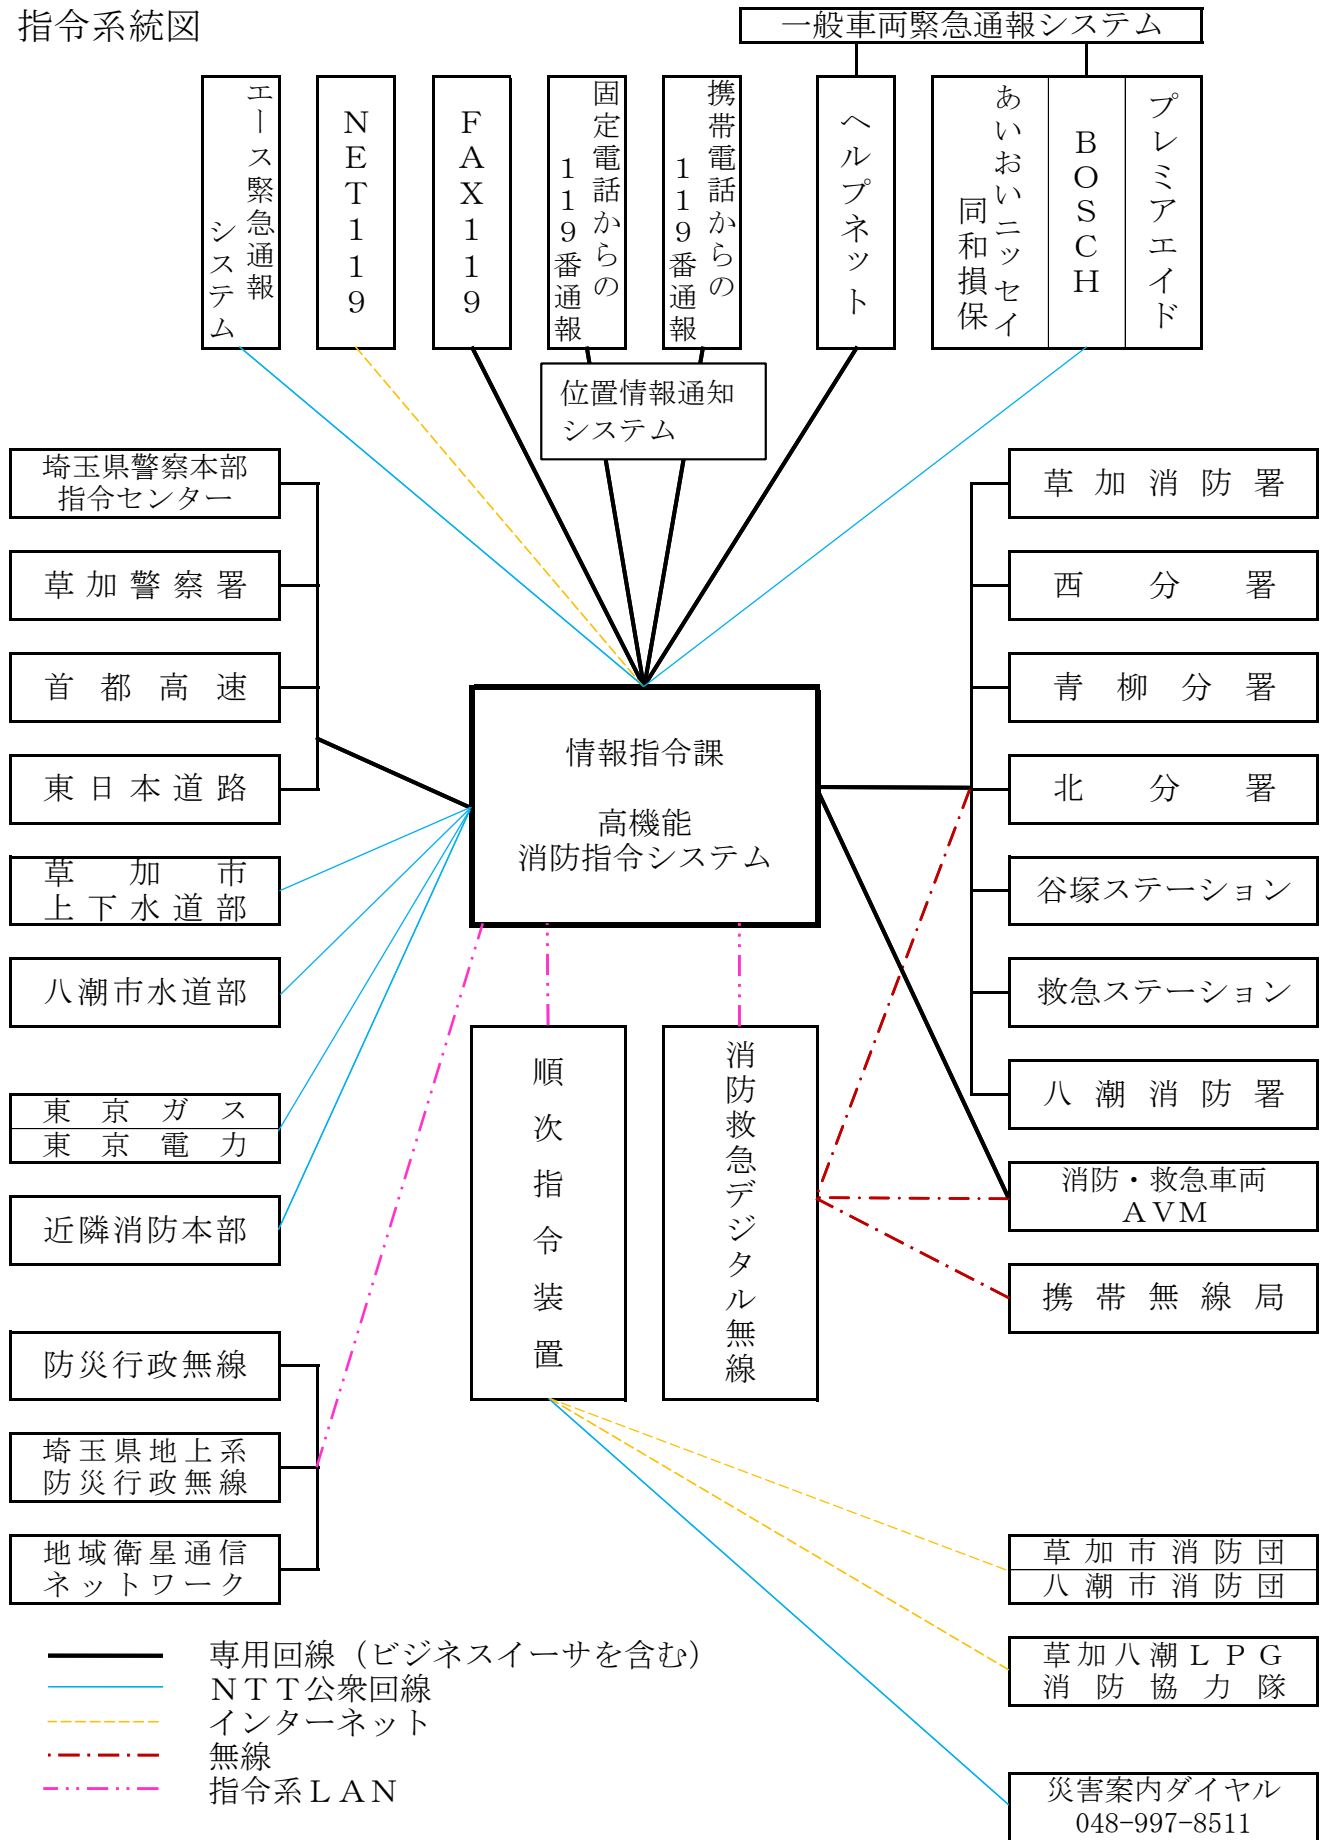 指令系統図
一般車両緊急通報システム
エース緊急通報
システム
NET119
FAX119
固定電話からの
119番通報
携帯電話からの
119番通報
ヘルプネット
あいおいニッセイ
同和損保
BOSCH
プレミアエイド
位置情報通知
システム
埼玉県警察本部
指令センター
草加警察署
首都高速
東日本道路
草加市
上下水道部
八潮市水道部
東京ガス
東京電力
近隣消防本部
防災行政無線
埼玉県地上系
防災行政無線
地域衛星通信
ネットワーク
情報指令課
高機能
消防指令システム
順次指令装置
消防救急デジタル無線
草加消防署
西分署
青柳分署
北分署
谷塚ステーション
救急ステーション
八潮消防署
消防・救急車両
AVM
携帯無線局
草加市消防団
八潮市消防団
草加八潮LPG
消防協力隊
災害案内ダイヤル
048-997-8511
専用回線（ビジネスイーサを含む）
NTT公衆回線
インターネット
無線
指令系LAN